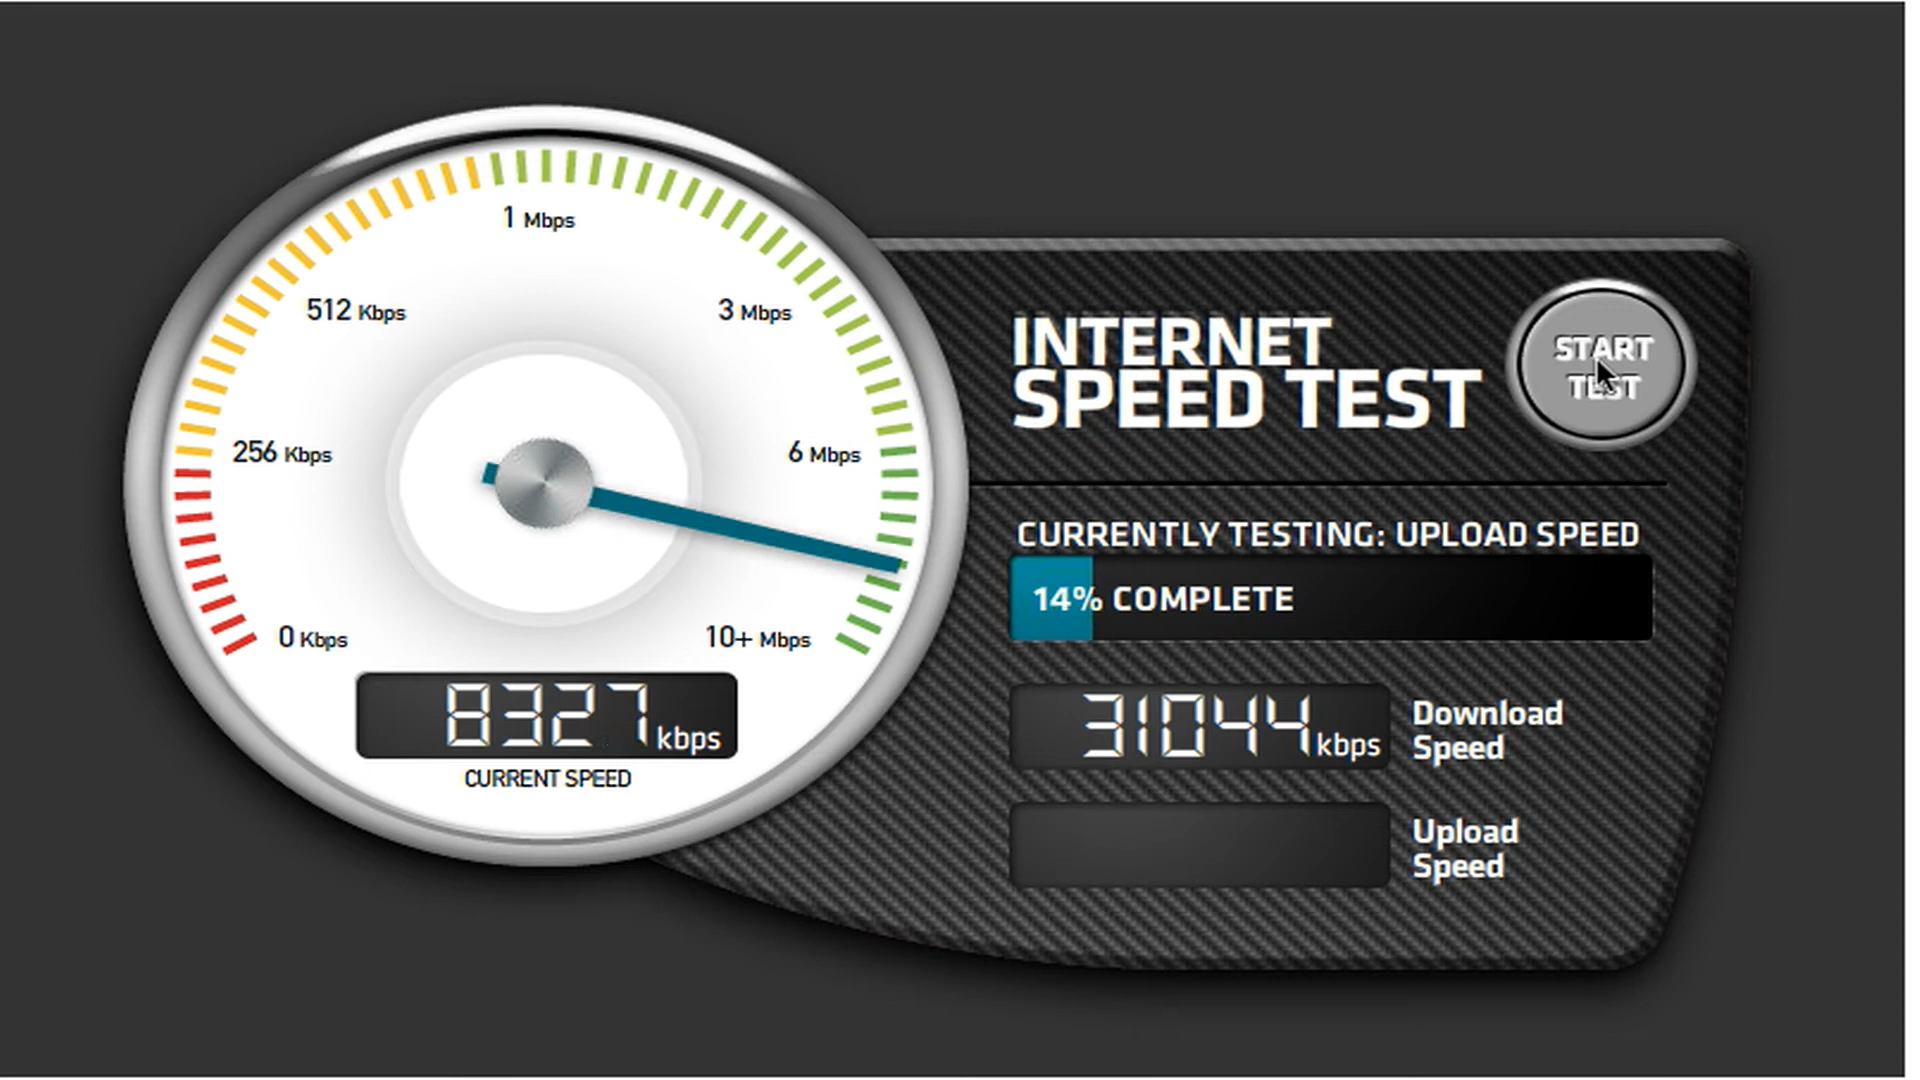 1 Mbps
512 Kbps
3 Mbps
256 Kbps
6 Mbps
0 Kbps
10+ Mbps
8327 kbps
CURRENT SPEED
INTERNET
SPEED TEST
START
TEST
CURRENTLY TESTING: UPLOAD SPEED
14% COMPLETE
31044 kbps
Download
Speed
Upload
Speed